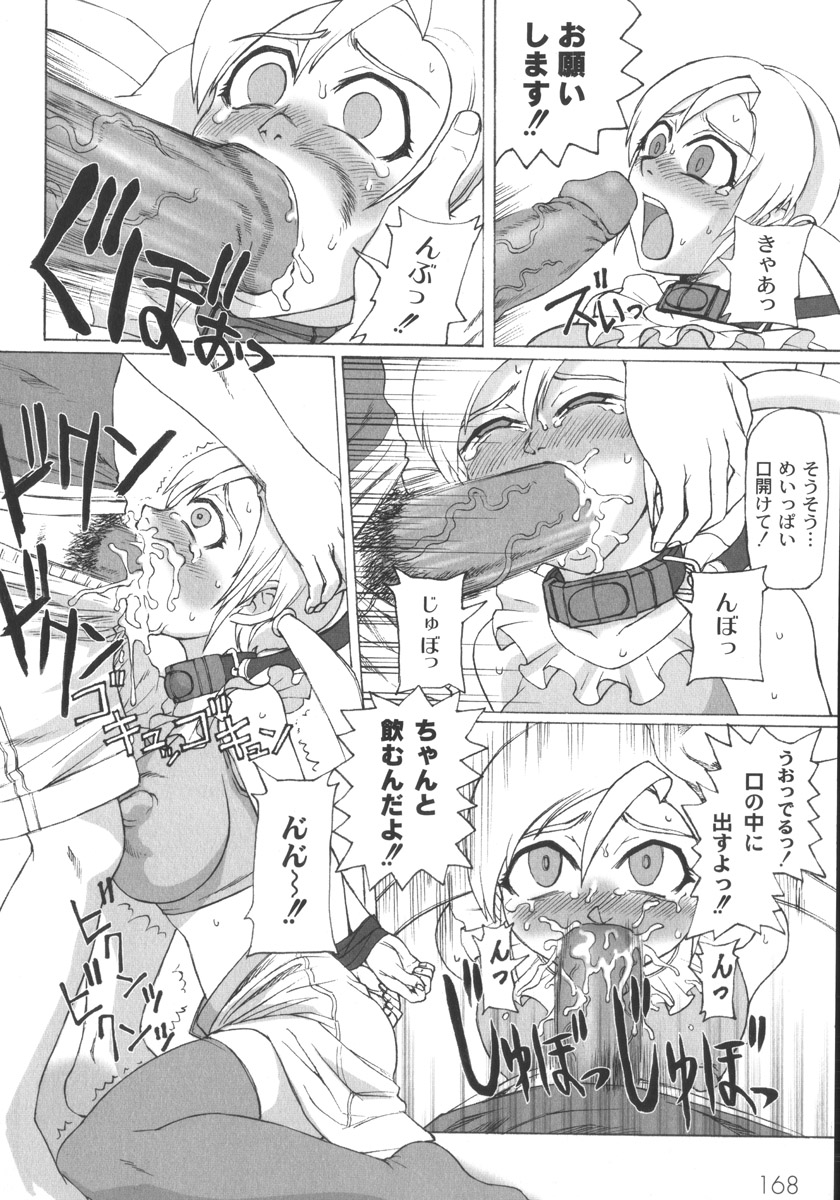 お願い
します!!
きゃあっ
ズいっ
んぶっ!!
ぐぼぉっ
そうそう…
めいっぱい
口開けて!
んぼっ
じゅぼっ
ドクン
ドクドク
ゴキュッゴキュン
うおっでるっ!
口の中に
出すよっ!!
ちゃんと
飲むんだよ!!
んっ
んっ
じゅぼっじゅぼっ
ん゛ん゛〜!!
ビクンビクン
168